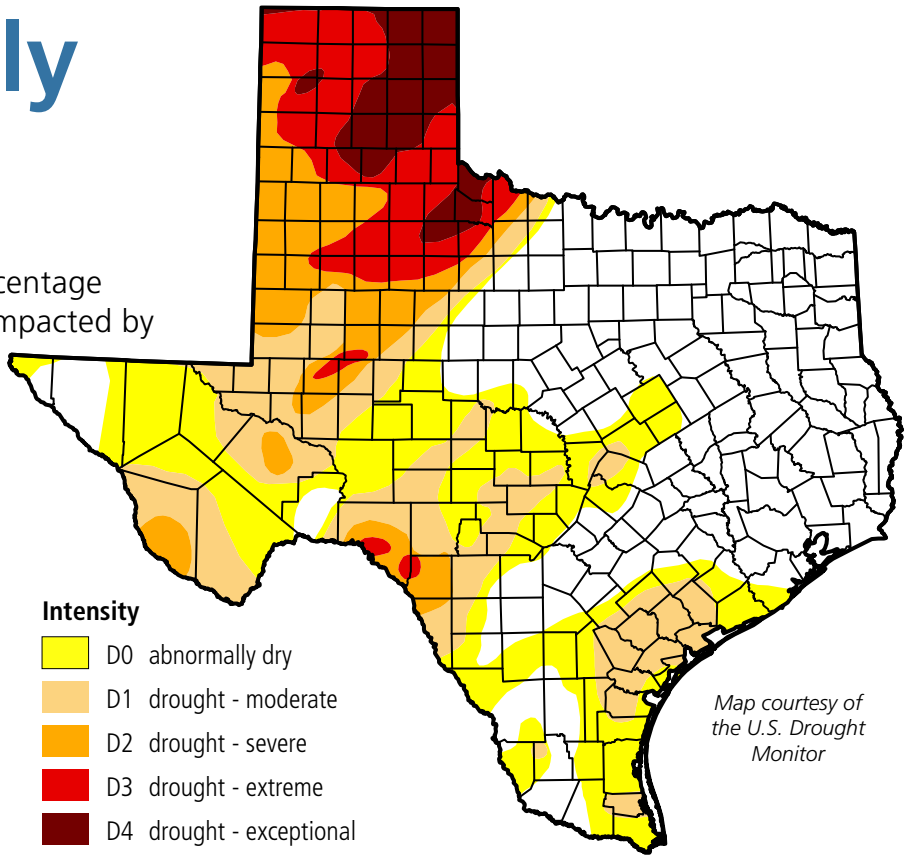 ly
centage
mpacted by
Intensity
D0 abnormally dry
D1 drought - moderate
D2 drought - severe
D3 drought - extreme
D4 drought - exceptional
Map courtesy of
the U.S. Drought
Monitor